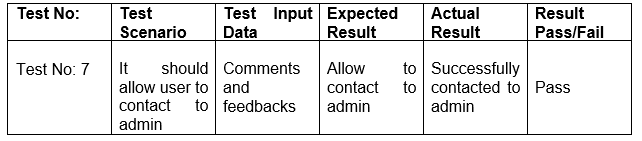 Test No: Test Scenario Test Input Data Expected Result Actual Result Result Pass/Fail
Test No: 7 It should allow user to contact to admin Comments and feedbacks Allow to contact to admin Successfully contacted to admin Pass